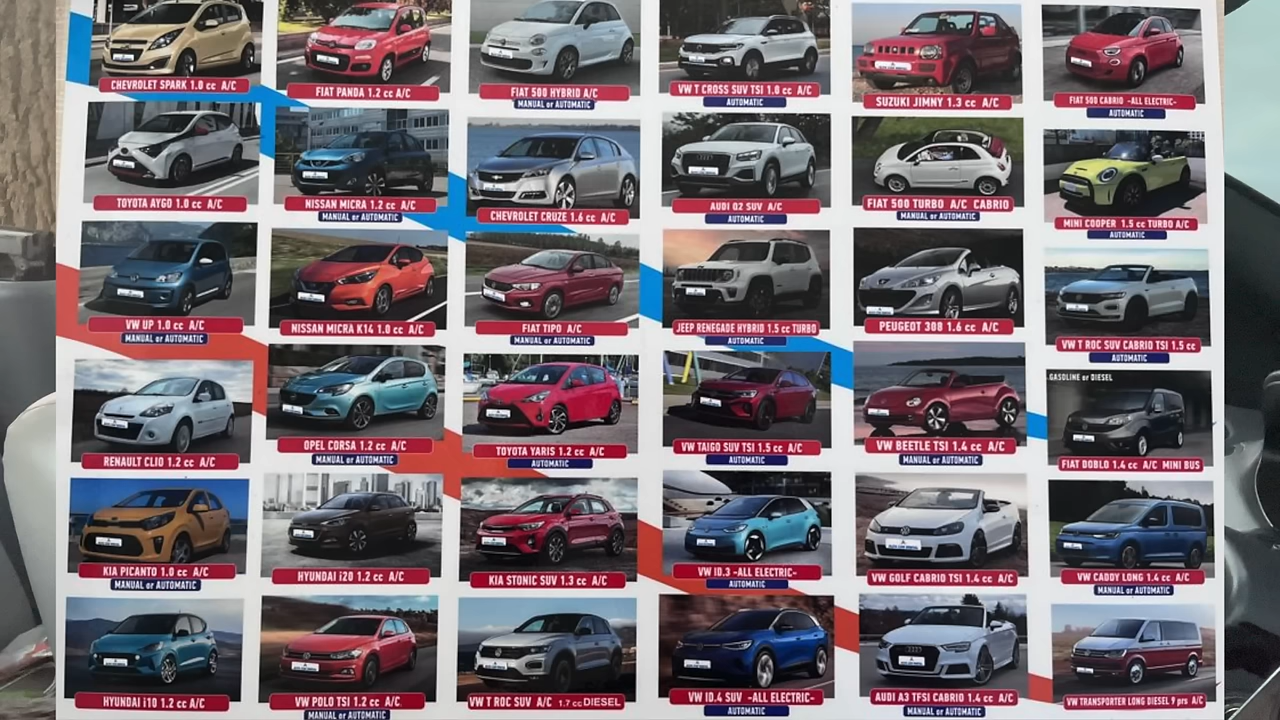 CHEVROLET SPARK 1.0 cc A/C
FIAT PANDA 1.2 cc A/C
FIAT 500 HYBRID A/C
MANUAL or AUTOMATIC
VW T CROSS SUV TSI 1.0 cc A/C
AUTOMATIC
SUZUKI JIMNY 1.3 cc A/C
FIAT 500 CABRIO -ALL ELECTRIC-
AUTOMATIC
TOYOTA AYGO 1.0 cc A/C
NISSAN MICRA 1.2 cc A/C
MANUAL or AUTOMATIC
CHEVROLET CRUZE 1.6 cc A/C
AUDI Q2 SUV A/C
AUTOMATIC
FIAT 500 TURBO A/C CABRIO
MANUAL or AUTOMATIC
MINI COOPER 1.5 cc TURBO A/C
AUTOMATIC
VW UP 1.0 cc A/C
MANUAL or AUTOMATIC
NISSAN MICRA K14 1.0 cc A/C
FIAT TIPO A/C
MANUAL or AUTOMATIC
JEEP RENEGADE HYBRID 1.5 cc TURBO
AUTOMATIC
PEUGEOT 308 1.6 cc A/C
VW T ROC SUV CABRIO TSI 1.5 cc
AUTOMATIC
RENAULT CLIO 1.2 cc A/C
OPEL CORSA 1.2 cc A/C
MANUAL or AUTOMATIC
TOYOTA YARIS 1.2 cc A/C
AUTOMATIC
VW TAIGO SUV TSI 1.5 cc A/C
AUTOMATIC
VW BEETLE TSI 1.4 cc A/C
MANUAL or AUTOMATIC
GASOLINE or DIESEL
FIAT DOBLO 1.4 cc A/C MINI BUS
KIA PICANTO 1.0 cc A/C
MANUAL or AUTOMATIC
HYUNDAI i20 1.2 cc A/C
KIA STONIC SUV 1.3 cc A/C
VW ID.3 -ALL ELECTRIC-
AUTOMATIC
VW GOLF CABRIO TSI 1.4 cc A/C
VW CADDY LONG 1.4 cc A/C
MANUAL or AUTOMATIC
HYUNDAI i10 1.2 cc A/C
VW POLO TSI 1.2 cc A/C
MANUAL or AUTOMATIC
VW T ROC SUV A/C 1.7 cc DIESEL
VW ID.4 SUV -ALL ELECTRIC-
AUTOMATIC
AUDI A3 TFSI CABRIO 1.4 cc A/C
MANUAL or AUTOMATIC
VW TRANSPORTER LONG DIESEL 9 prs A/C